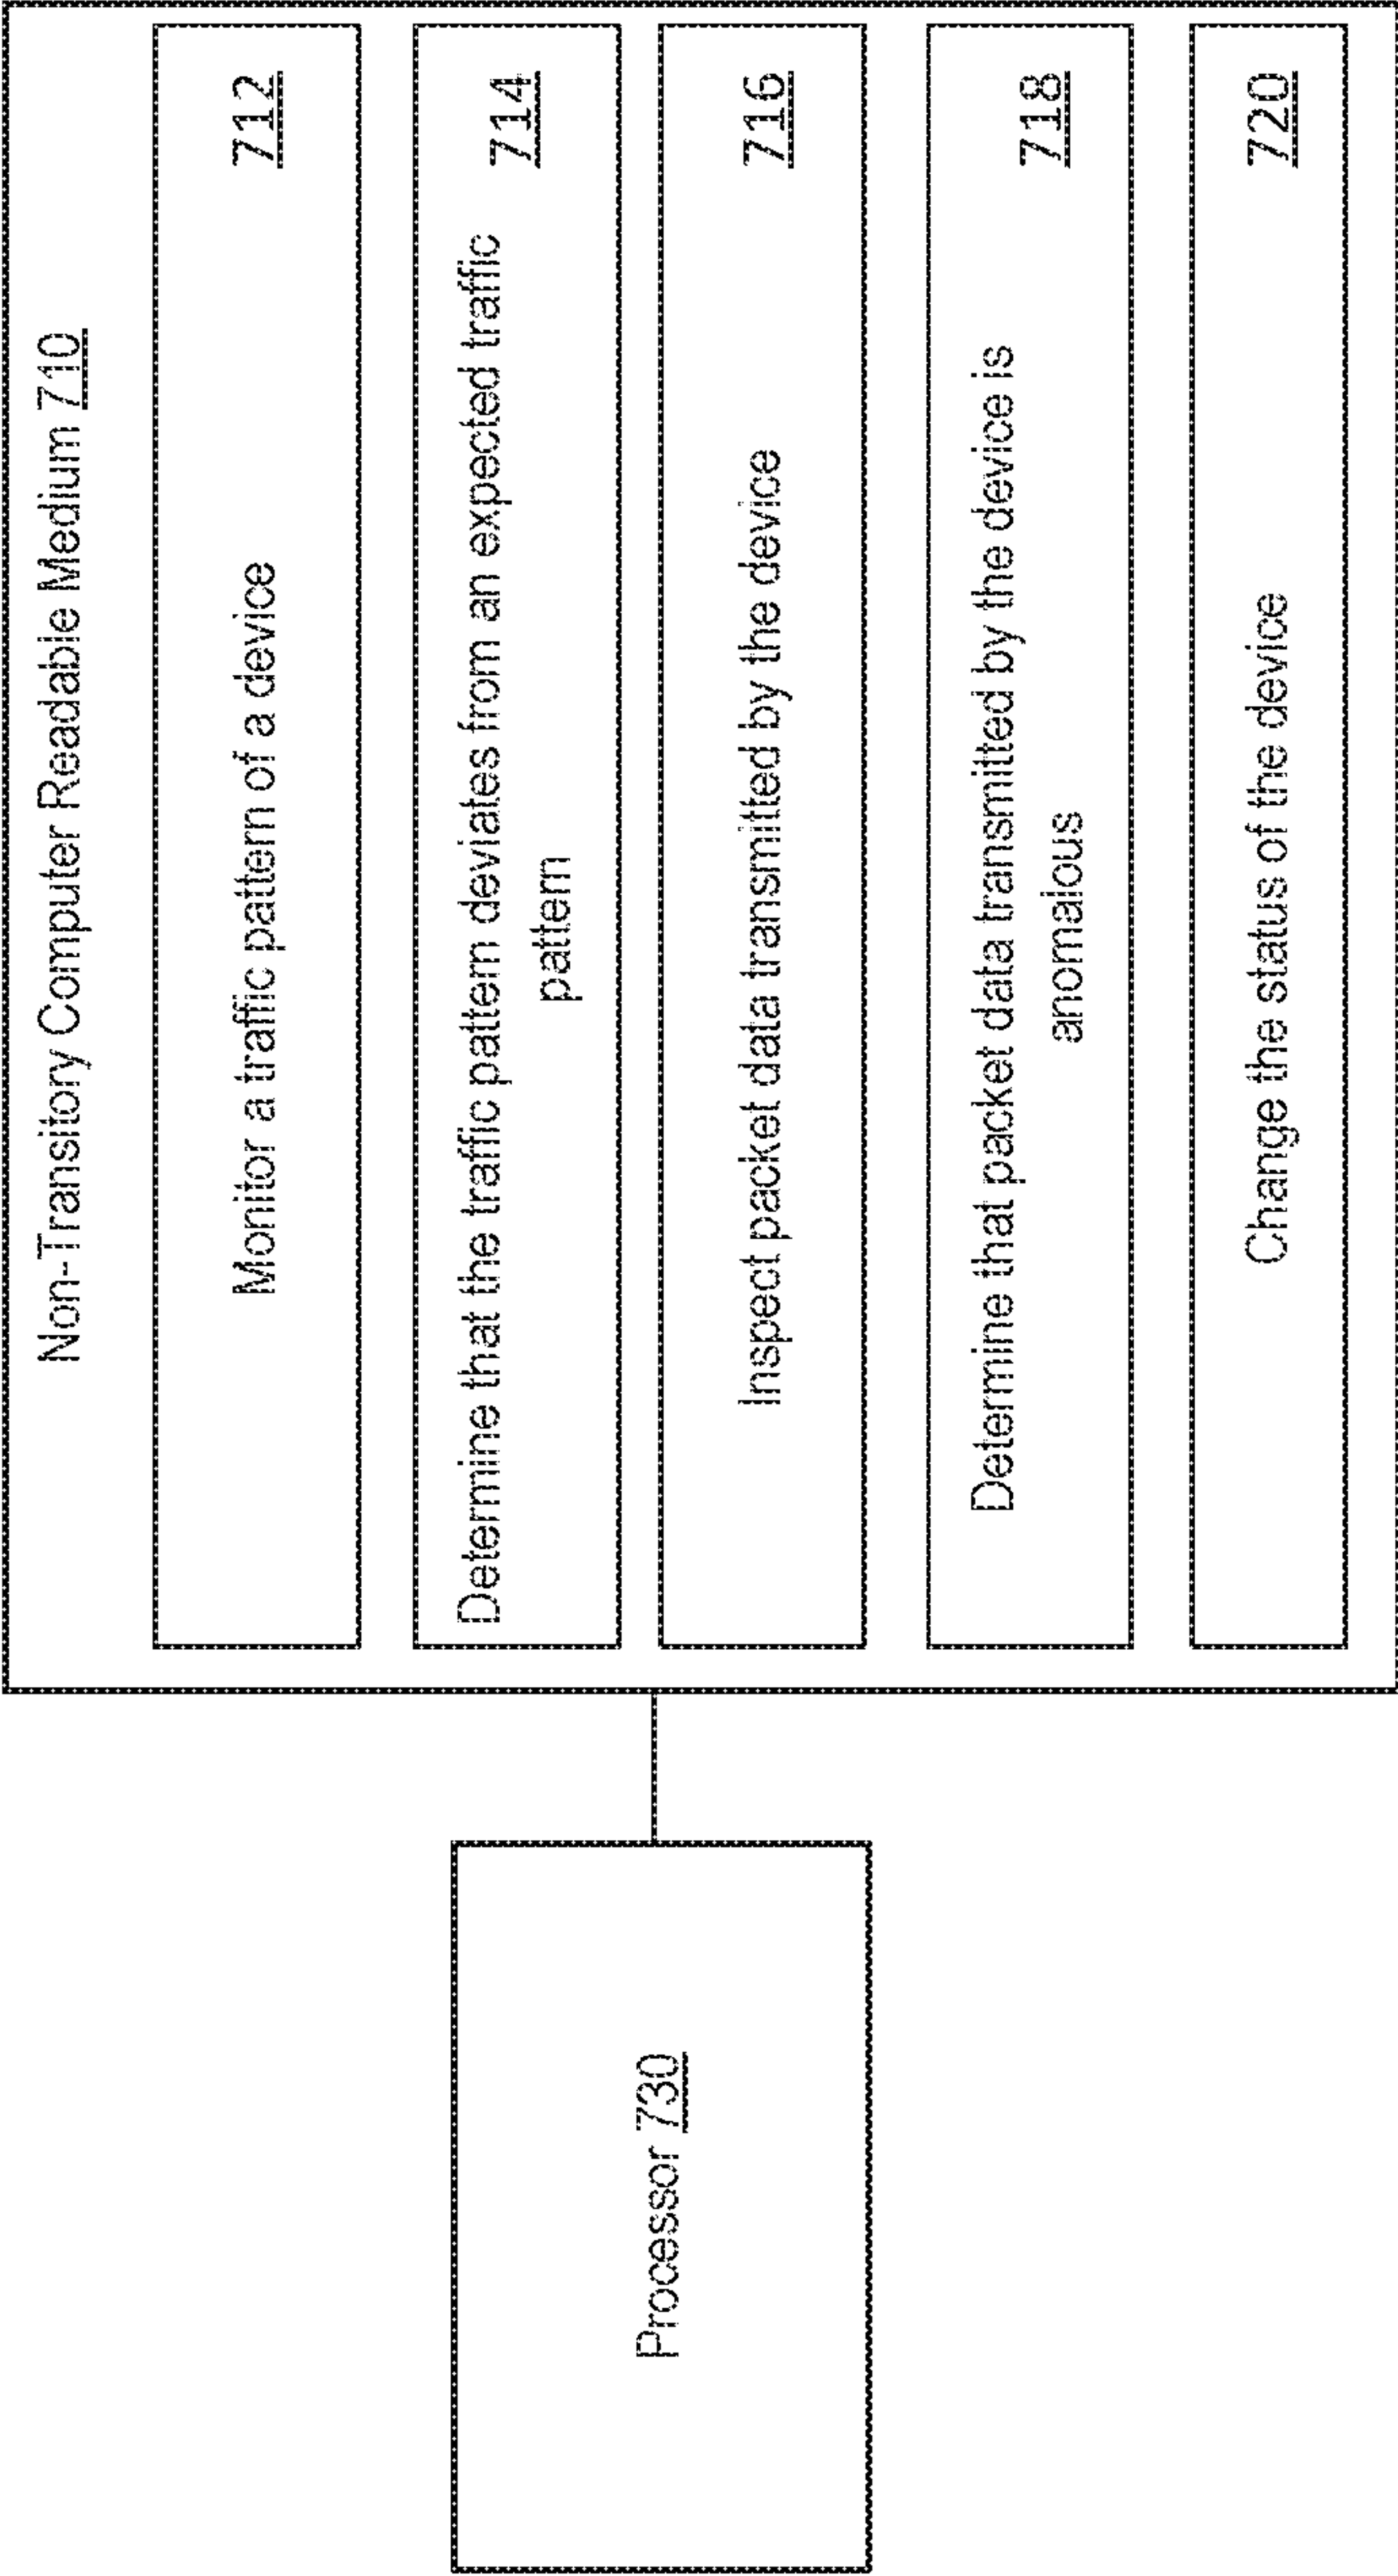 Non-Transitory Computer Readable Medium 710
Monitor a traffic pattern of a device
712
Determine that the traffic pattern deviates from an expected traffic
pattern
714
Inspect packet data transmitted by the device
716
Determine that packet data transmitted by the device is
anomalous
718
Change the status of the device
720
Processor 730